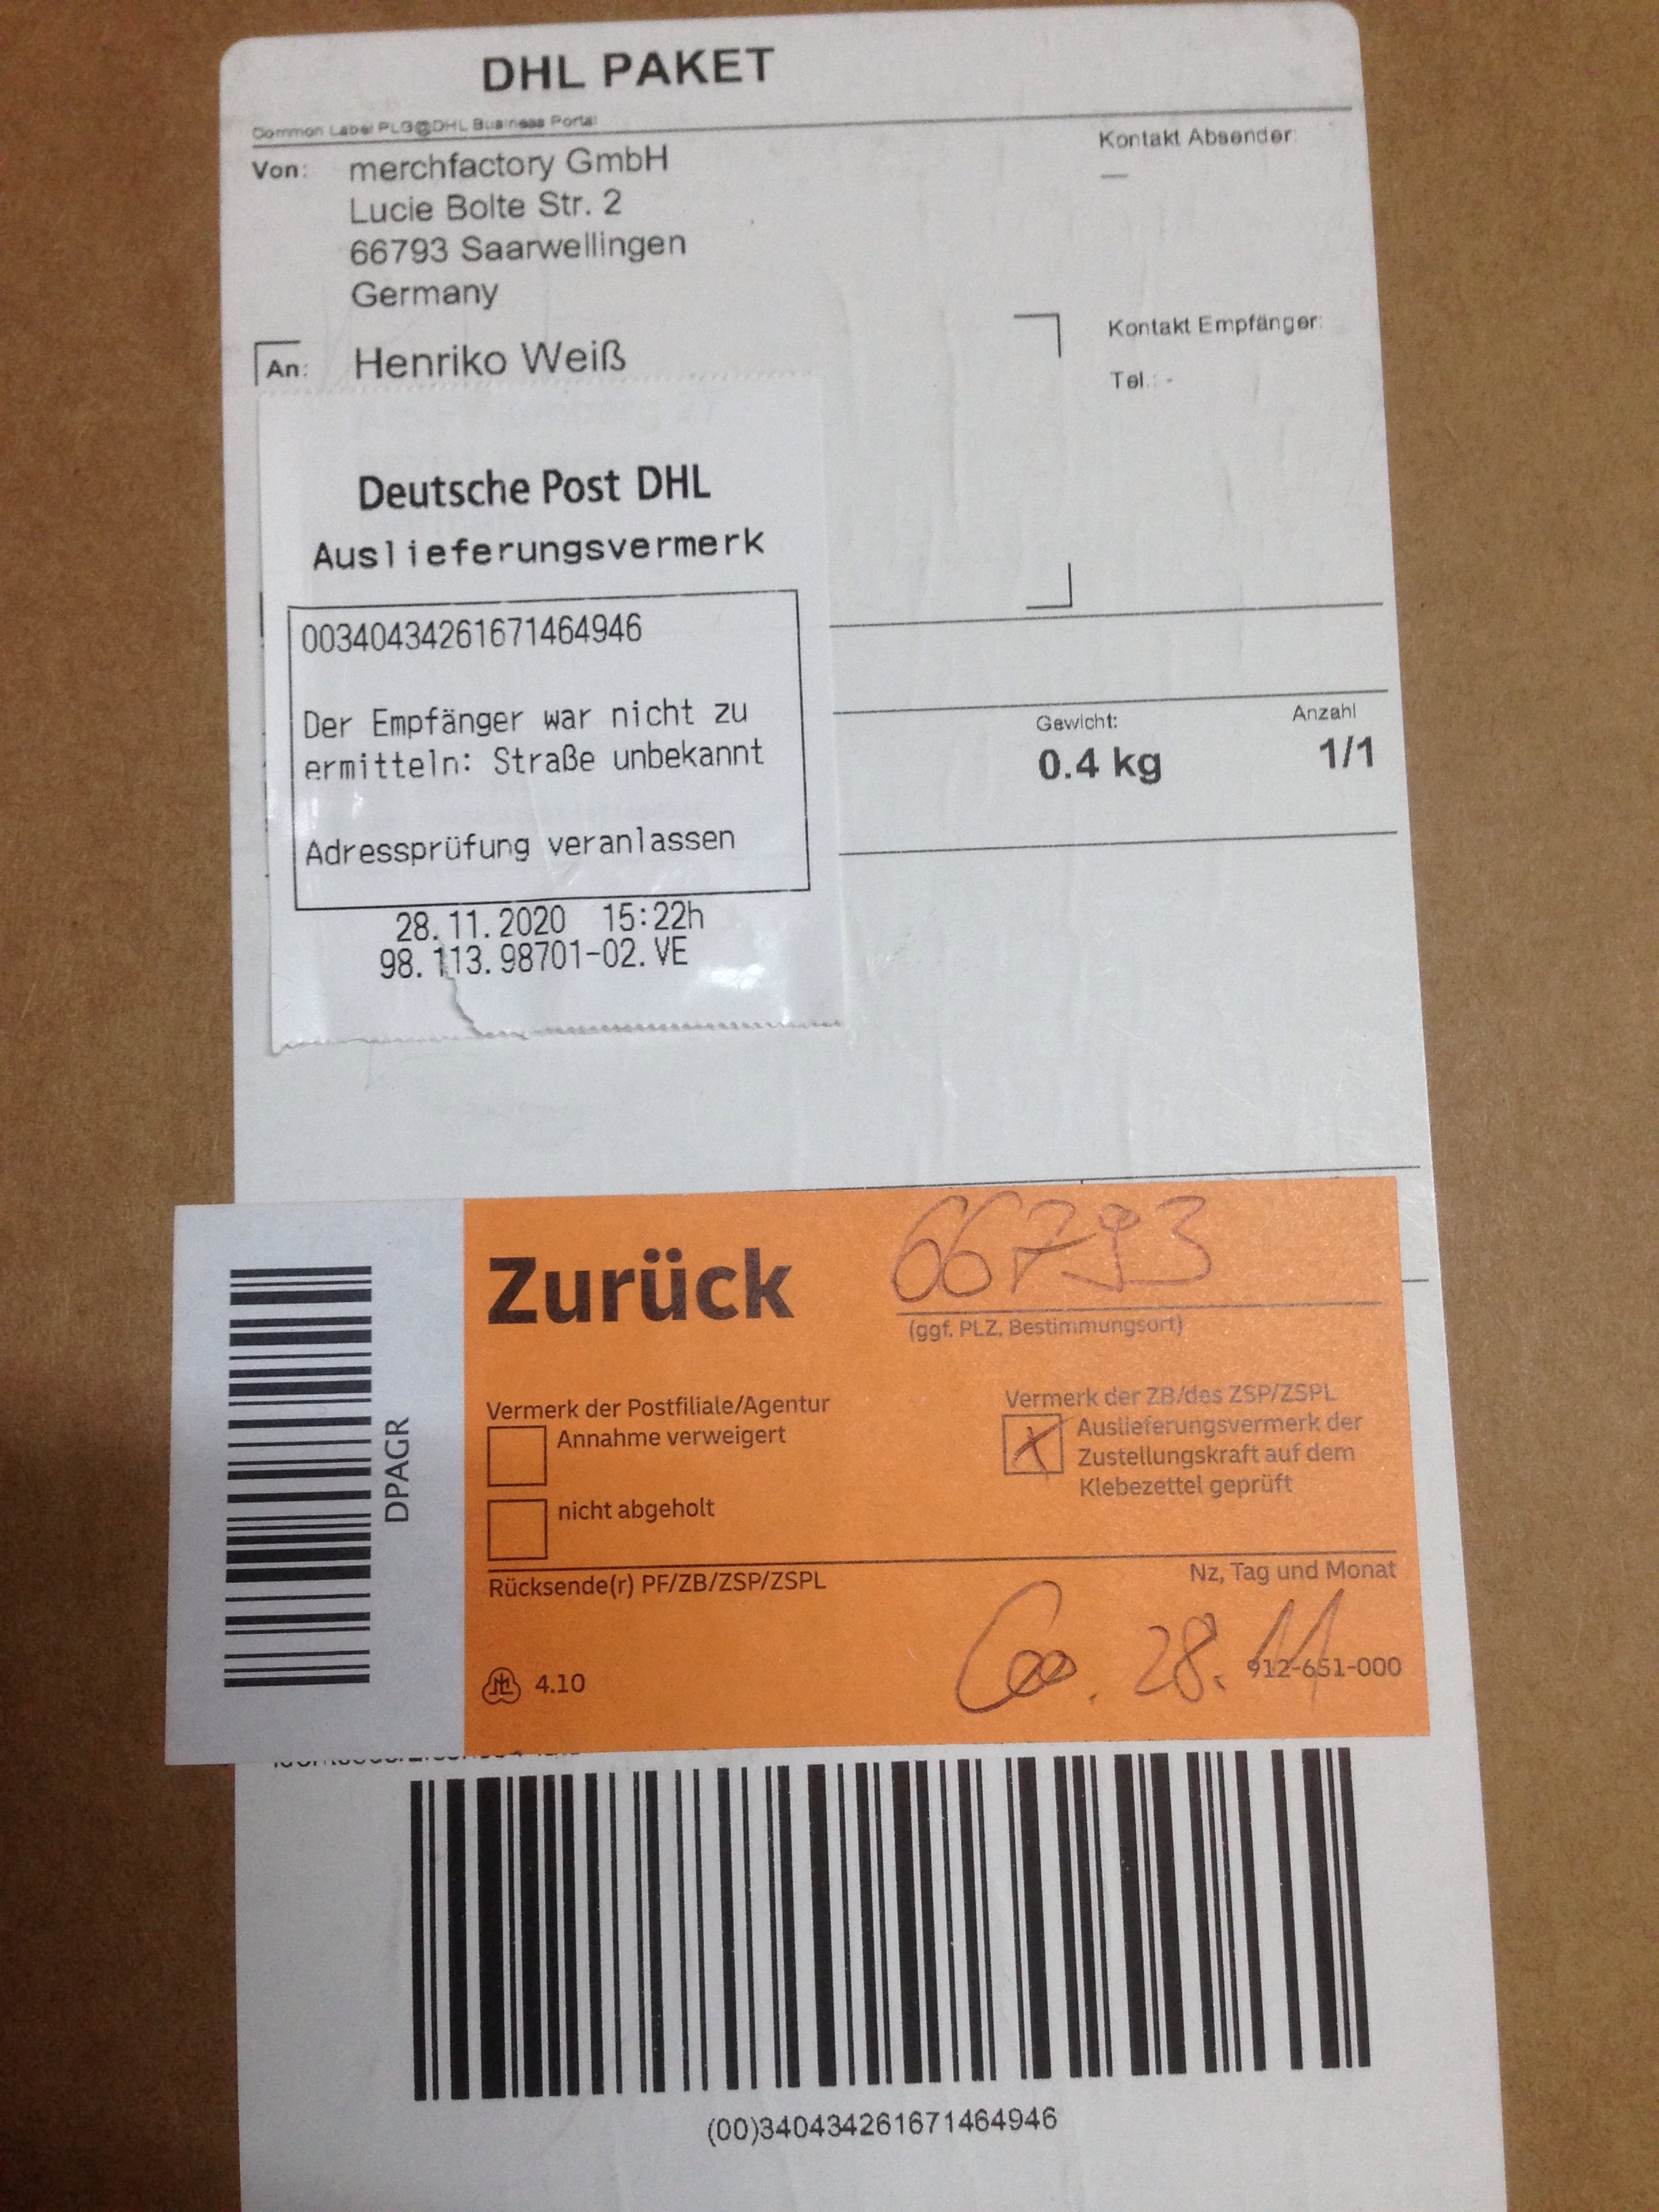 DHL PAKET
Common Label PLG@DHL Business Portal
Von: merchfactory GmbH
Lucie Bolte Str. 2
66793 Saarwellingen
Germany
Kontakt Absender:
An: Henriko Weiß
Kontakt Empfänger:
Tel.: -
Deutsche Post DHL
Auslieferungsvermerk
00340434261671464946
Der Empfänger war nicht zu
ermitteln: Straße unbekannt
Adressprüfung veranlassen
28.11.2020 15:22h
98.113.98701-02.VE
Gewicht:
0.4 kg
Anzahl
1/1
DPAGR
Zurück
66793
(ggf. PLZ, Bestimmungsort)
Vermerk der Postfiliale/Agentur
Annahme verweigert
nicht abgeholt
Vermerk der ZB/des ZSP/ZSPL
Auslieferungsvermerk der
Zustellungskraft auf dem
Klebezettel geprüft
Rücksende(r) PF/ZB/ZSP/ZSPL
Nz, Tag und Monat
28. 11
4.10
912-651-000
(00)340434261671464946